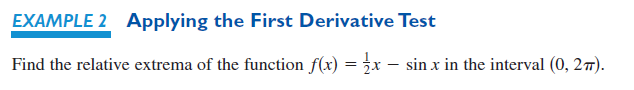 EXAMPLE 2 Applying the First Derivative Test
Find the relative extrema of the function f(x) = ½x − sin x in the interval (0, 2π).